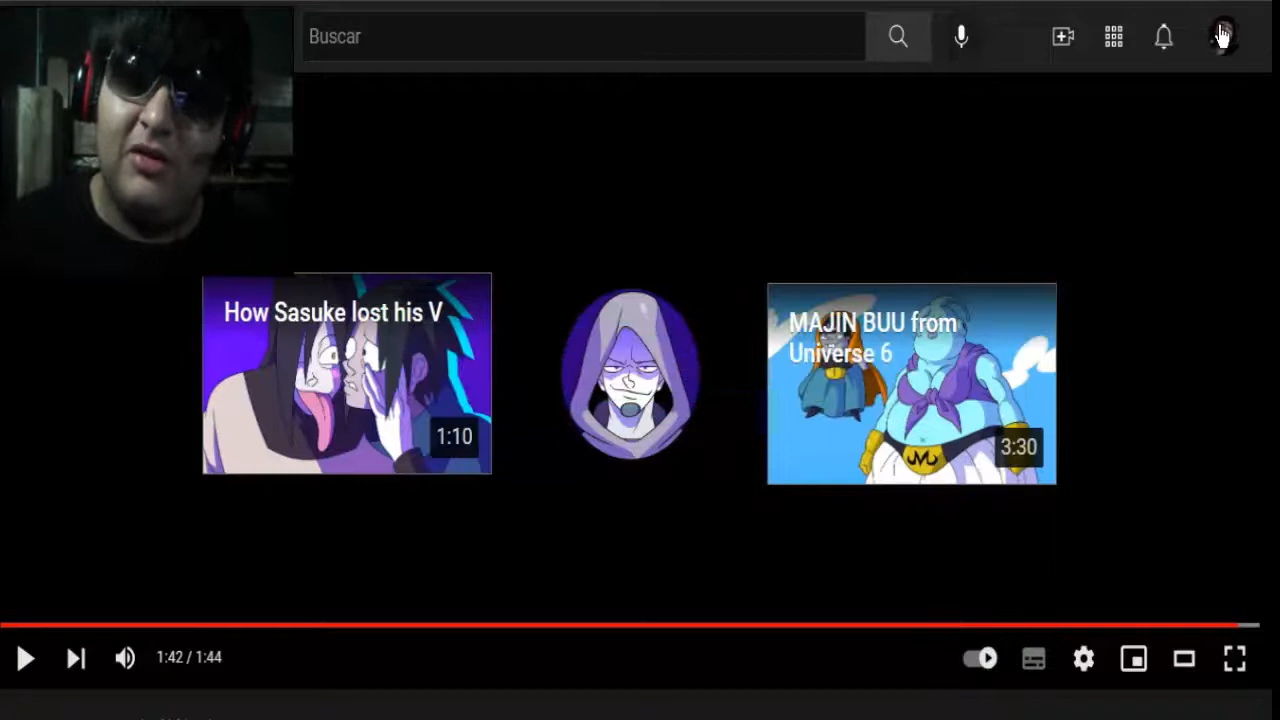 Buscar
How Sasuke lost his V
MAJIN BUU from
Universe 6
1:10
3:30
1:42 / 1:44